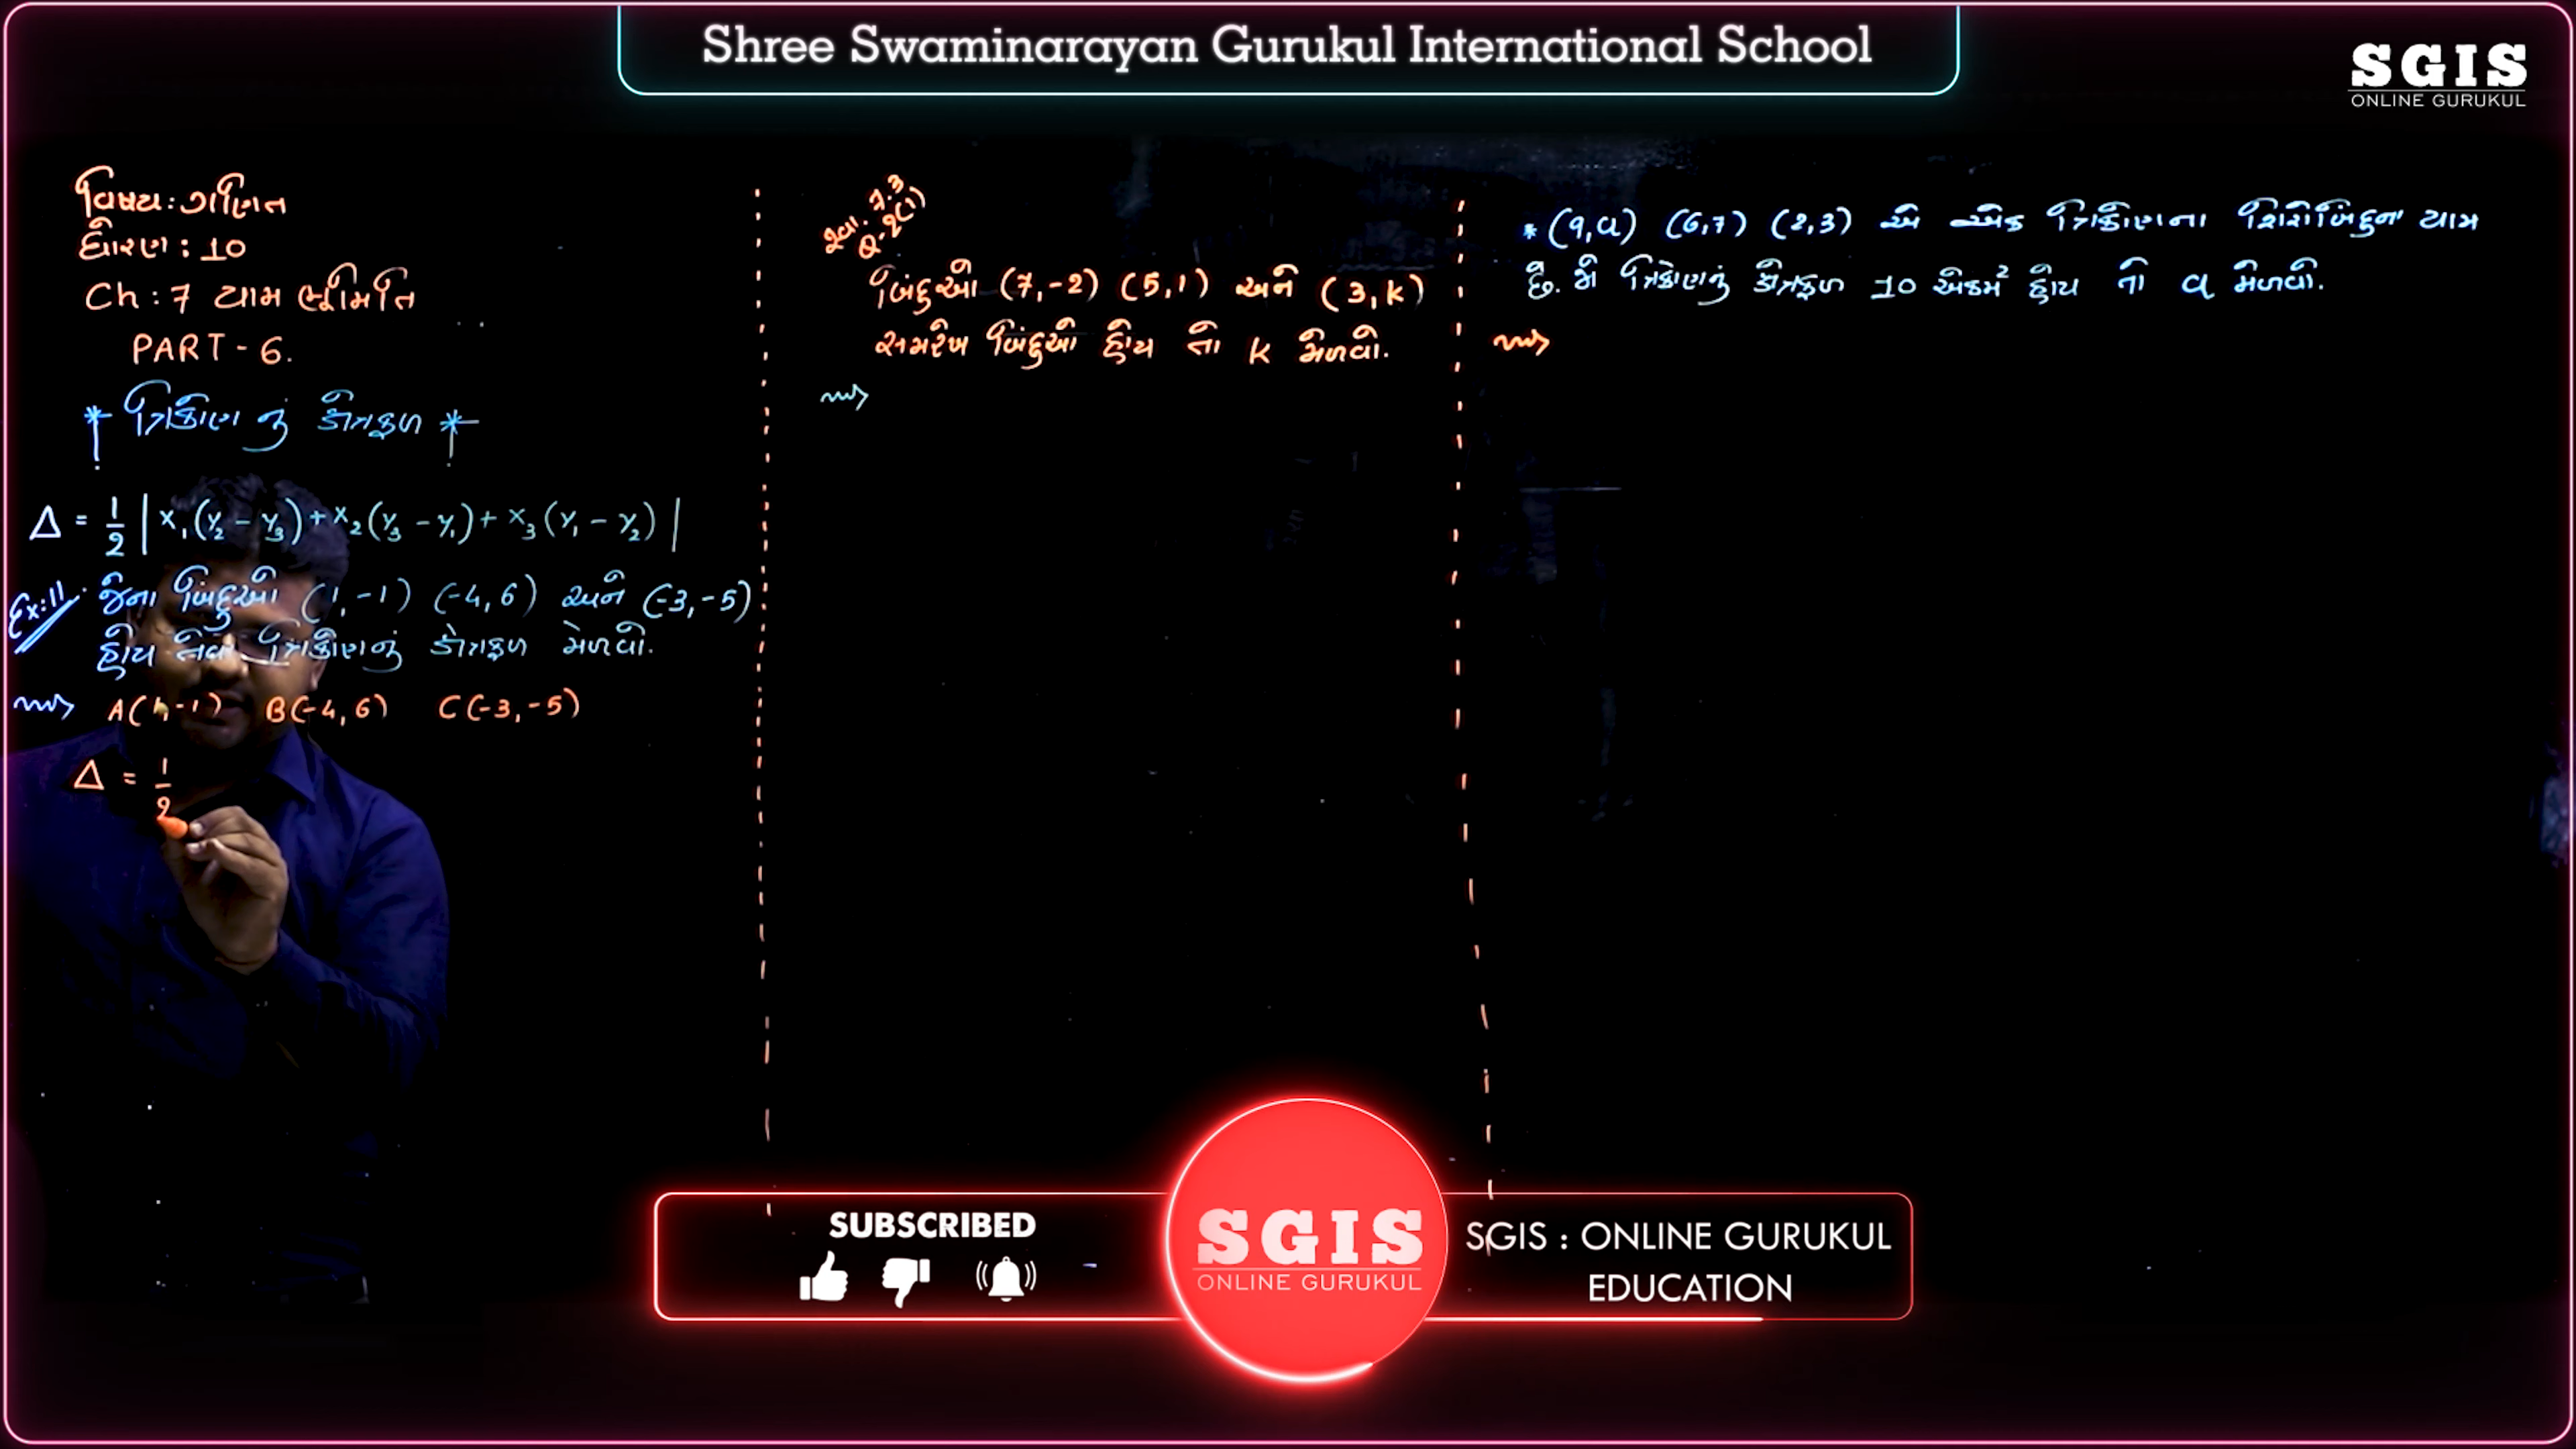 Shree Swaminarayan Gurukul International School
SGIS
ONLINE GURUKUL
વિષય: ગણિત
ધોરણ: 10
Ch: 7 યામ ભૂમિતિ
PART-6.
* ત્રિકોણ નું ક્ષેત્રફળ *
Δ = 1/2 | x₁(y₂ - y₃) + x₂(y₃ - y₁) + x₃(y₁ - y₂) |
Ex:11 જેના બિંદુઓ (1,-1) (-4,6) અને (-3,-5)
હોય તેવા ત્રિકોણનું ક્ષેત્રફળ મેળવો.
A(1,-1) B(-4,6) C(-3,-5)
Δ = 1/2
સ્વા. 7.3
Q-2(1)
બિંદુઓ (7,-2) (5,1) અને (3,k)
સમરેખ બિંદુઓ હોય તો k મેળવો.
* (9,a) (6,7) (2,3) એ એક ત્રિકોણના શિરોબિંદુના યામ
છે. જો ત્રિકોણનું ક્ષેત્રફળ 10 એકમ² હોય તો a મેળવો.
SUBSCRIBED
SGIS
ONLINE GURUKUL
SGIS : ONLINE GURUKUL
EDUCATION